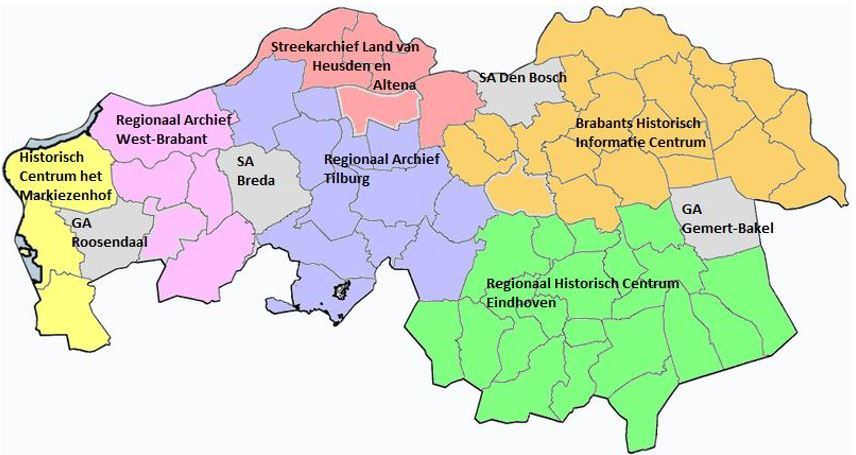 Streekarchief Land van
Heusden en
Altena
SA Den Bosch
Regionaal Archief
West-Brabant
Brabants Historisch
Informatie Centrum
Historisch
Centrum het
Markiezenhof
SA
Breda
Regionaal Archief
Tilburg
GA
Roosendaal
GA
Gemert-Bakel
Regionaal Historisch Centrum
Eindhoven